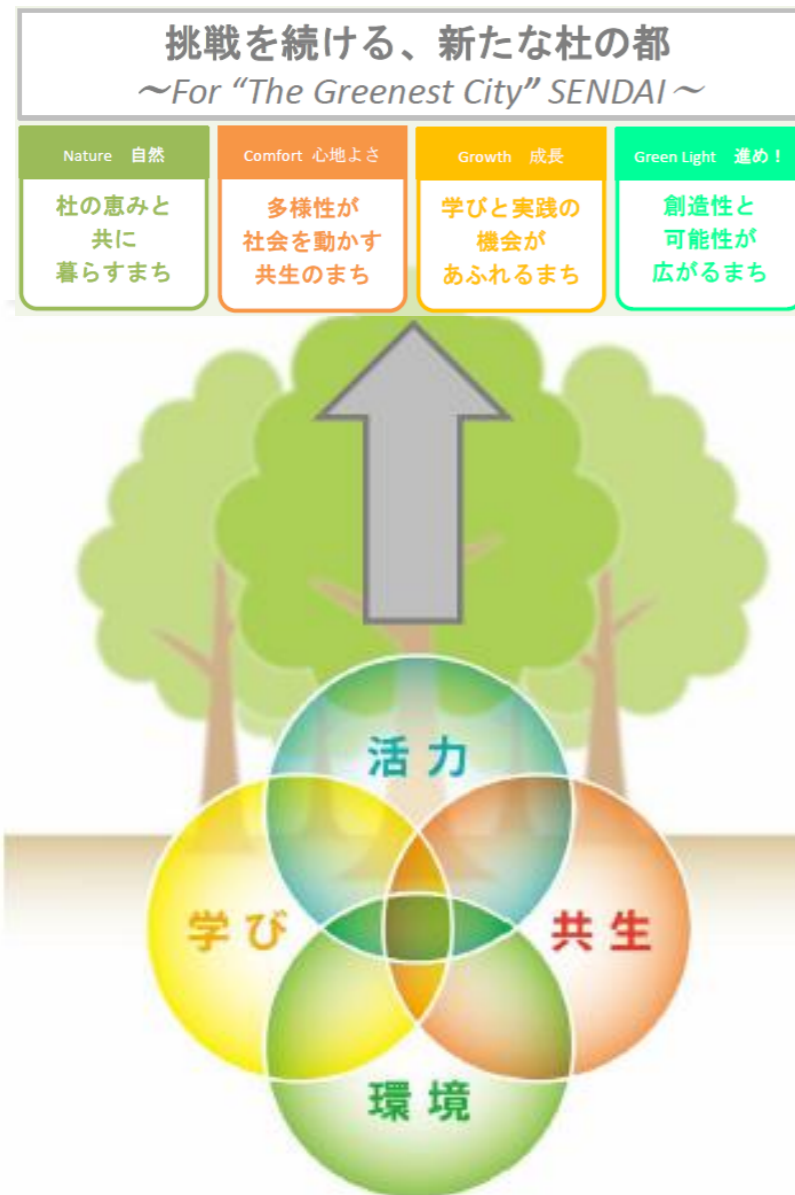 挑戦を続ける、新たな杜の都
～For “The Greenest City” SENDAI～
Nature 自然
杜の恵みと
共に
暮らすまち
Comfort 心地よさ
多様性が
社会を動かす
共生のまち
Growth 成長
学びと実践の
機会が
あふれるまち
Green Light 進め！
創造性と
可能性が
広がるまち
活力
学び
共生
環境